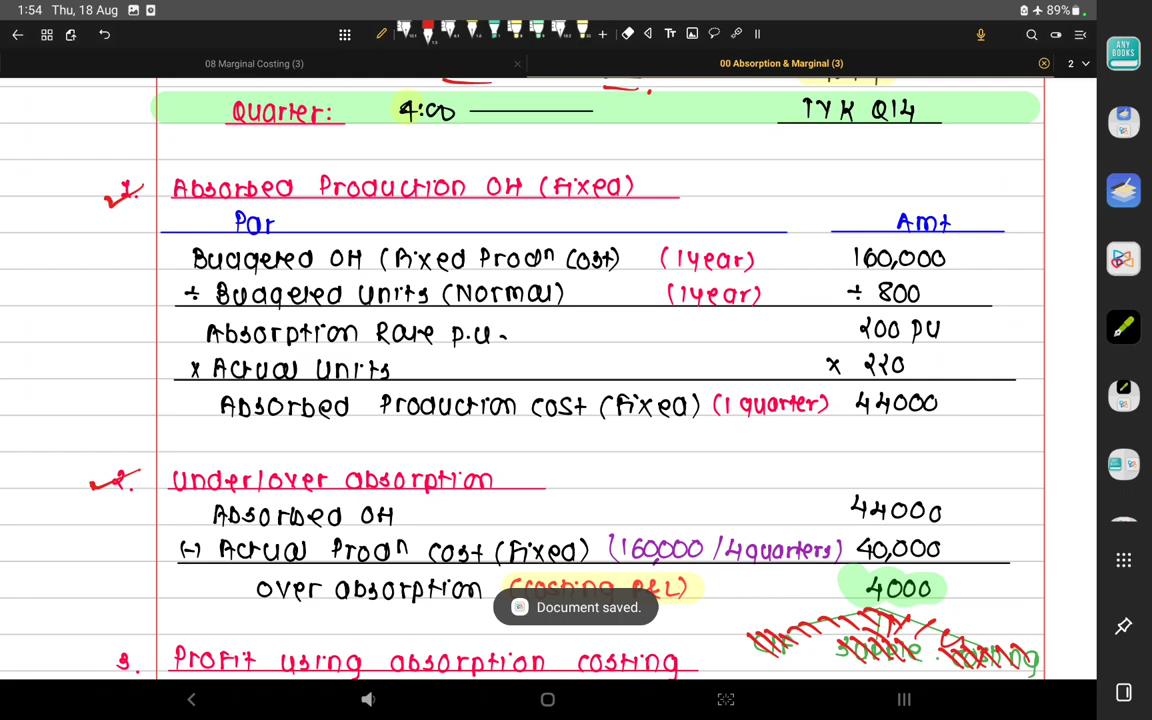 1:54 Thu, 18 Aug 89%
08 Marginal Costing (3) 00 Absorption & Marginal (3) 2
Quarter: 4:00 TYK Q14
1. Absorbed Production OH (Fixed)
Par Amt
Budgeted OH (Fixed Prodn Cost) (1 year) 160,000
÷ Budgeted Units (Normal) (1 year) ÷ 800
Absorption Rate P.U. 200 PU
x Actual Units x 220
Absorbed Production cost (Fixed) (1 quarter) 44000
2. Under/over absorption
Absorbed OH 44000
(-) Actual Prodn cost (Fixed) (160,000 / 4 quarters) 40,000
over absorption (costing P&L) 4000
Document saved.
3. Profit using absorption costing